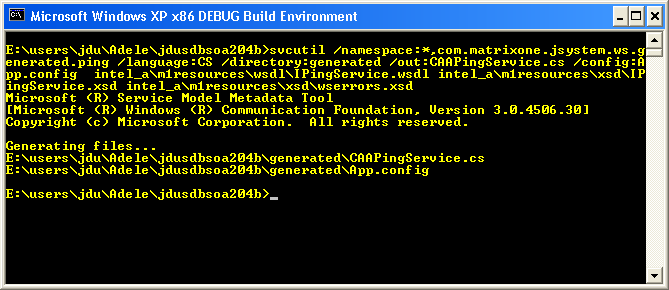 Microsoft Windows XP x86 DEBUG Build Environment
E:\users\jdu\Adele\jdusdbsoa204b>svcutil /namespace:*,com.matrixone.jsystem.ws.g
enerated.ping /language:CS /directory:generated /out:CAAPingService.cs /config:A
pp.config  intel_a\m1resources\wsdl\IPingService.wsdl intel_a\m1resources\xsd\IP
ingService.xsd intel_a\m1resources\xsd\wserrors.xsd
Microsoft (R) Service Model Metadata Tool
[Microsoft (R) Windows (R) Communication Foundation, Version 3.0.4506.30]
Copyright (c) Microsoft Corporation.  All rights reserved.
Generating files...
E:\users\jdu\Adele\jdusdbsoa204b\generated\CAAPingService.cs
E:\users\jdu\Adele\jdusdbsoa204b\generated\App.config
E:\users\jdu\Adele\jdusdbsoa204b>_